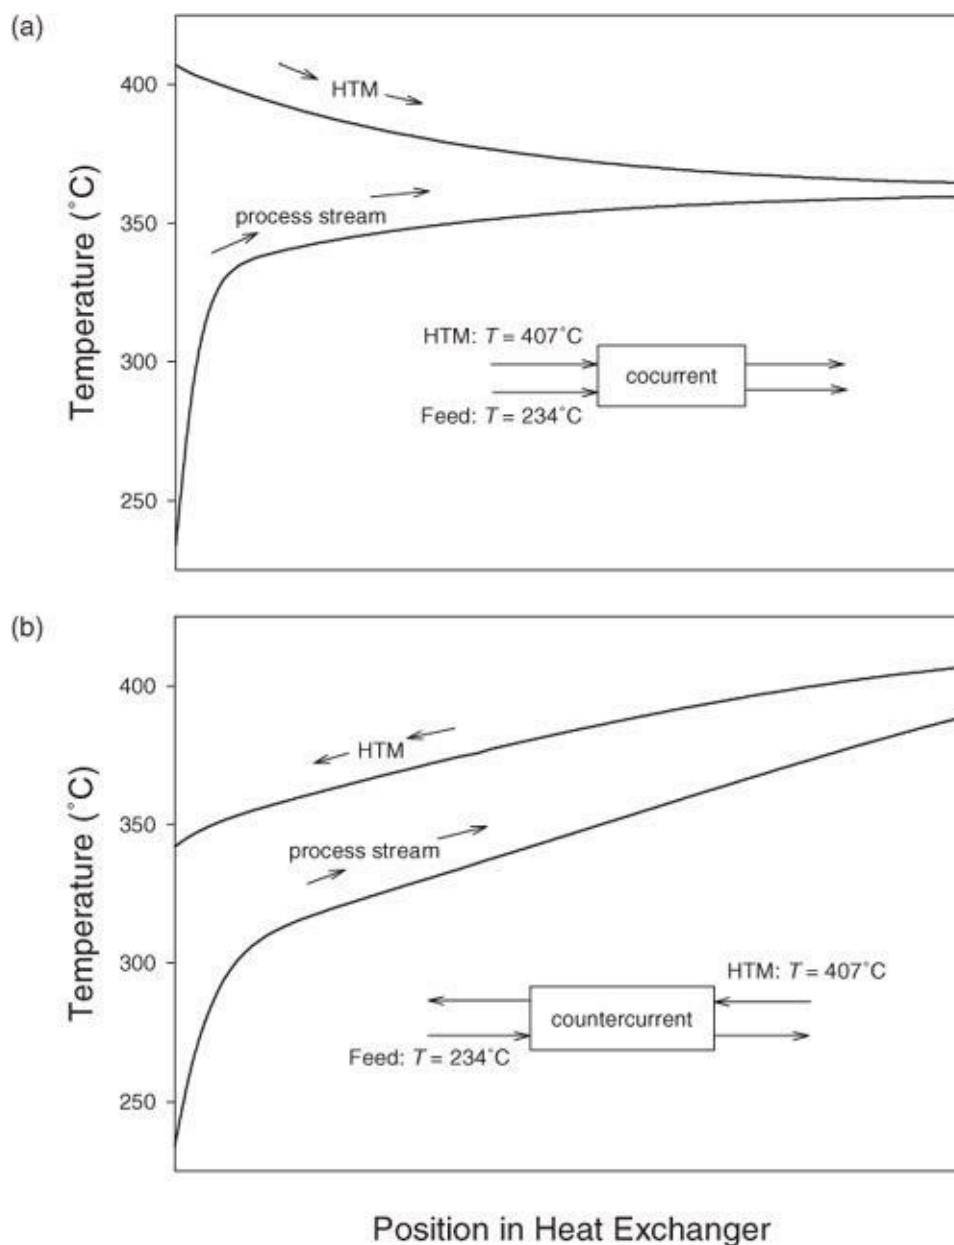 (a)
Temperature (˚C)
400
350
300
250
HTM
process stream
HTM: T = 407˚C
cocurrent
Feed: T = 234˚C
(b)
Temperature (˚C)
400
350
300
250
HTM
process stream
HTM: T = 407˚C
countercurrent
Feed: T = 234˚C
Position in Heat Exchanger